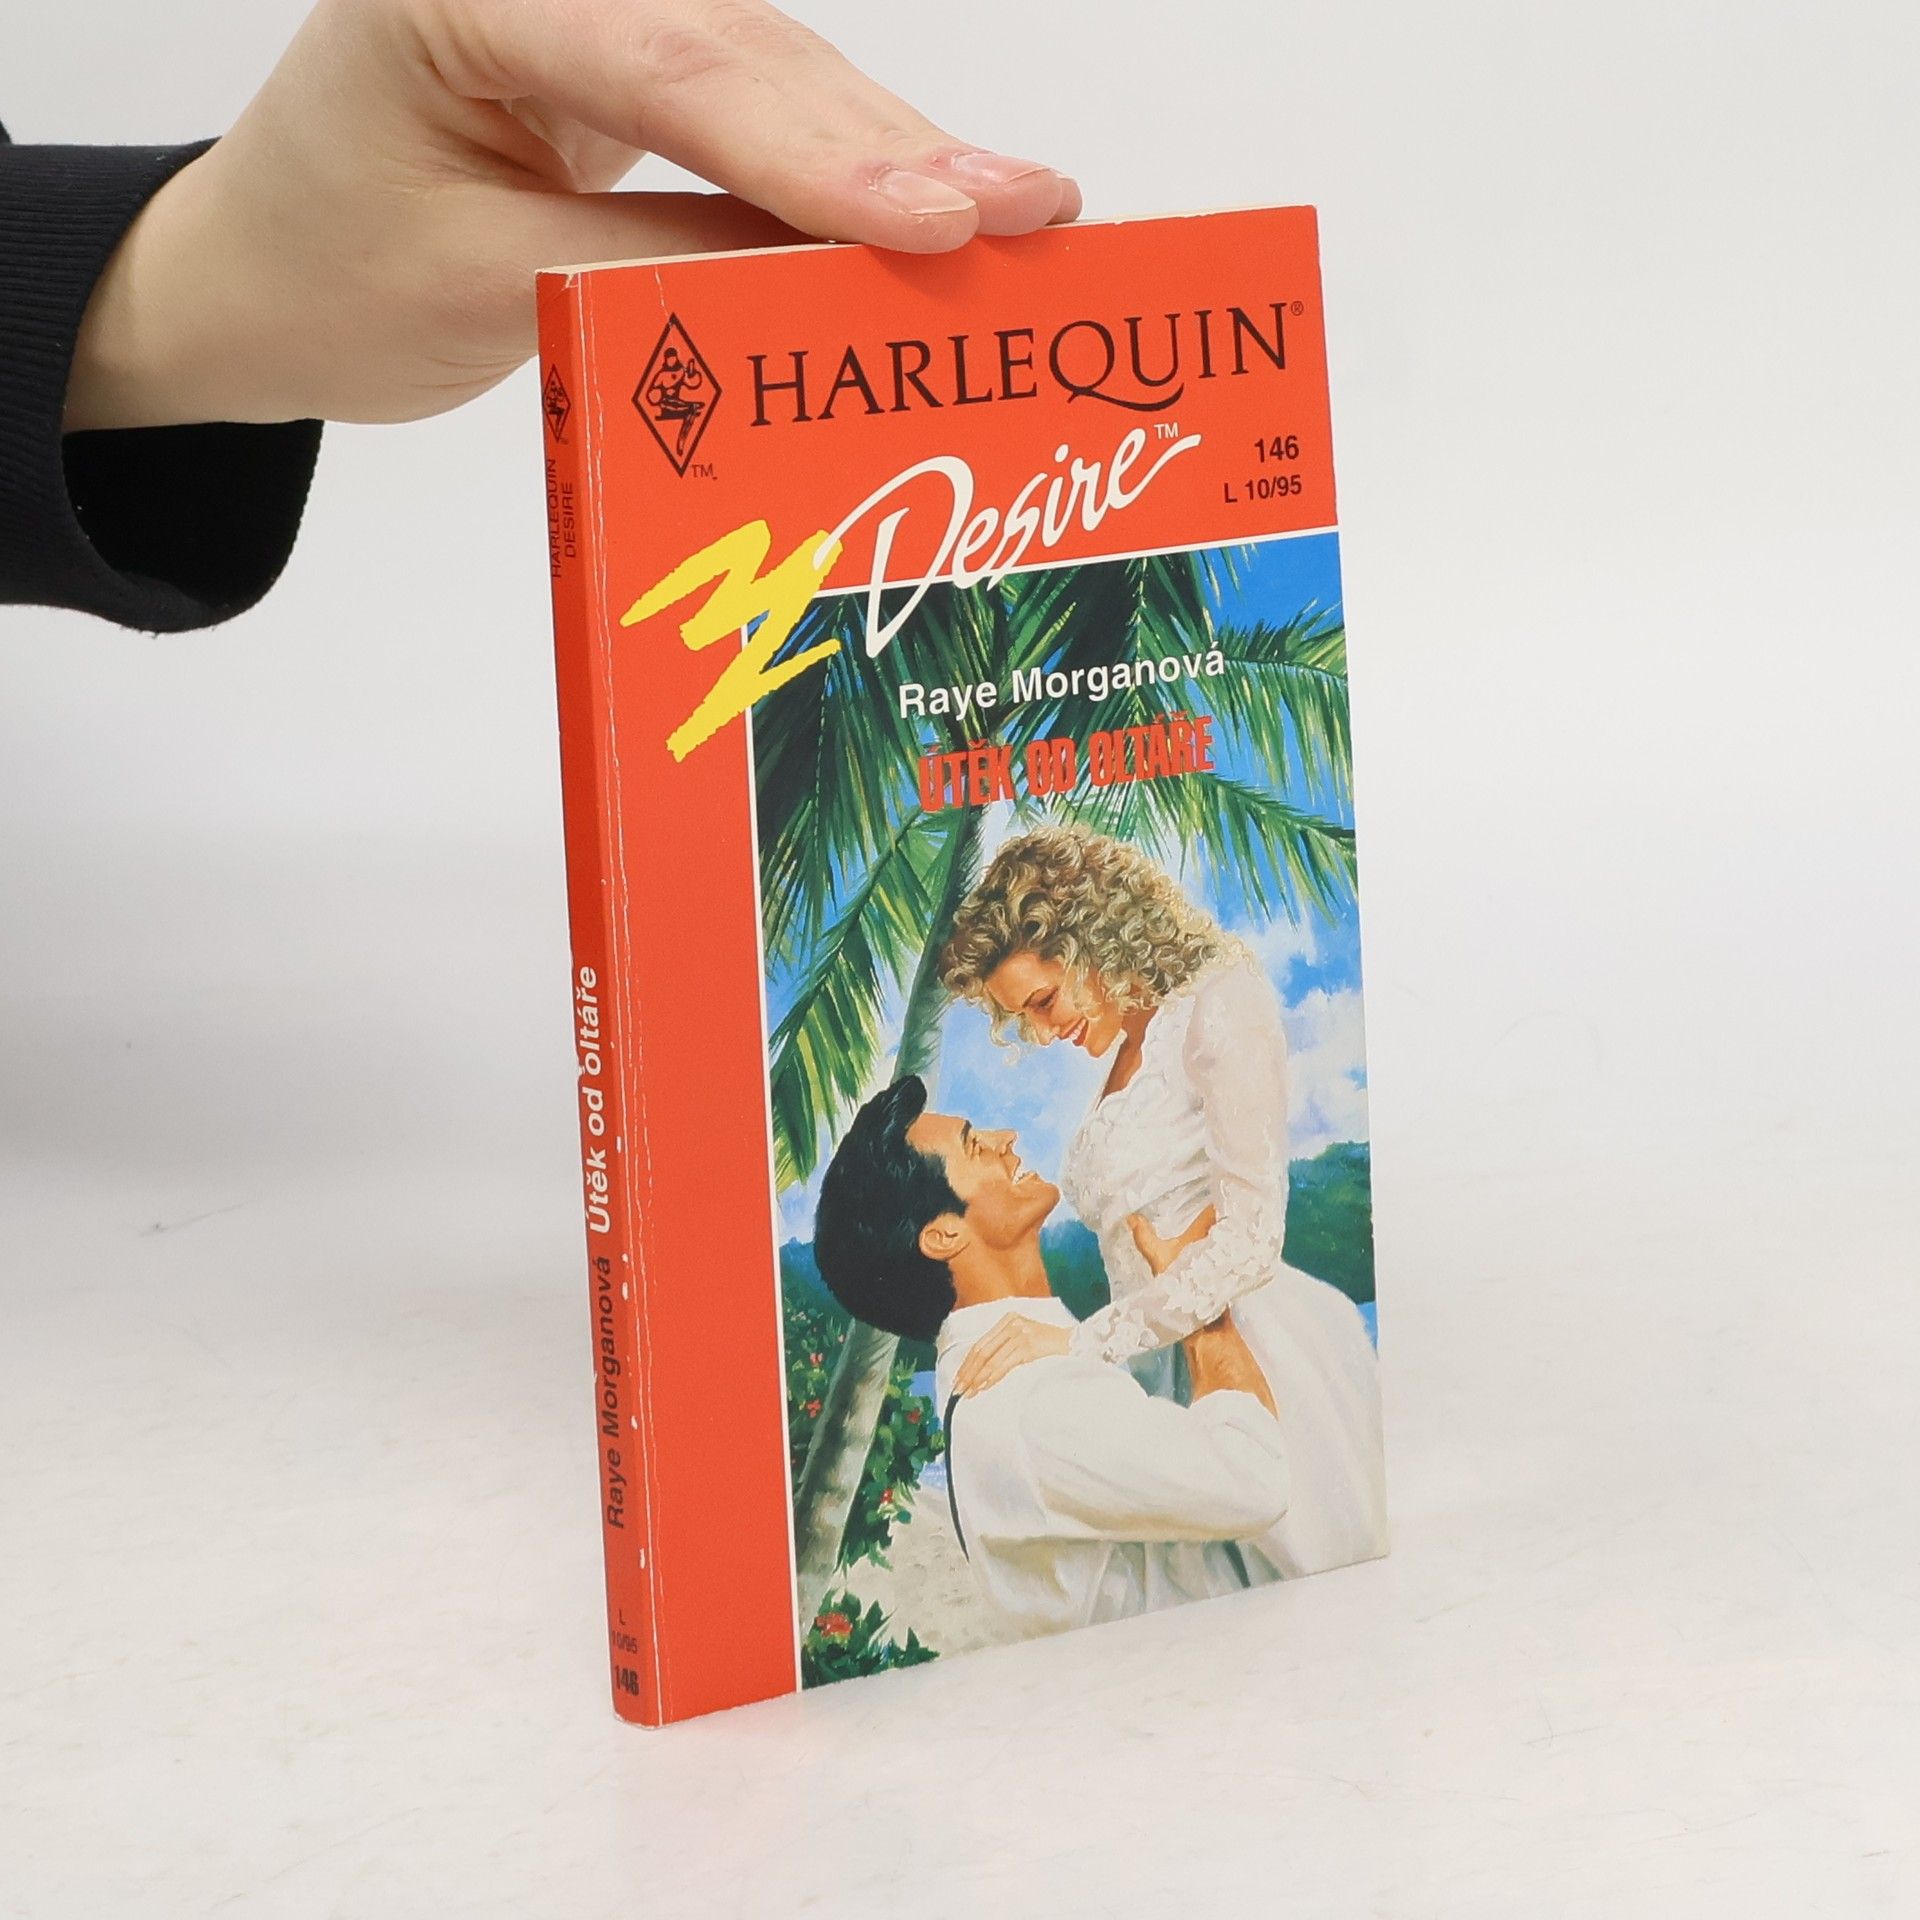 HARLEQUIN®
Desire™
146
L 10/95
TM
Raye Morganová
ÚTĚK OD OLTÁŘE
HARLEQUIN
DESIRE
Raye Morganová Útěk od oltáře
L
10/95
146